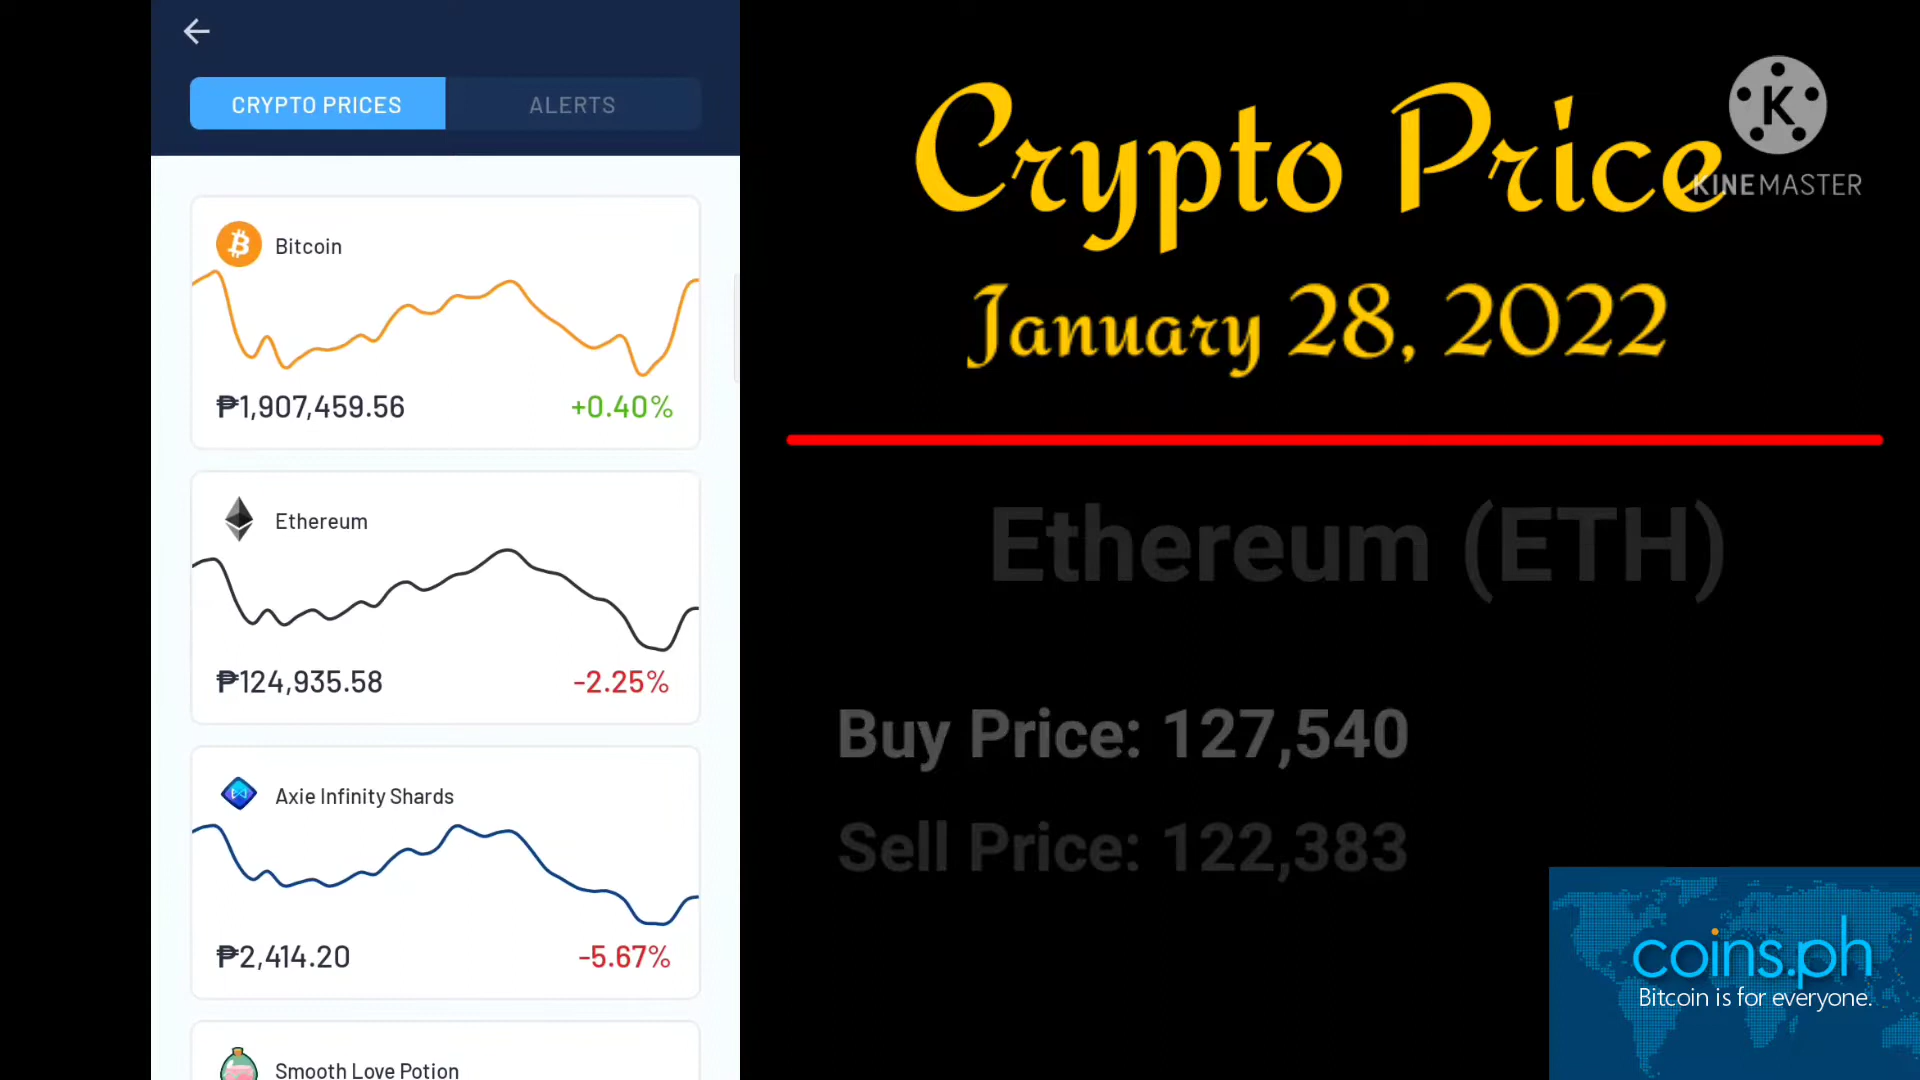 CRYPTO PRICES
ALERTS
Bitcoin
₱1,907,459.56
+0.40%
Ethereum
₱124,935.58
-2.25%
Axie Infinity Shards
₱2,414.20
-5.67%
Smooth Love Potion
Crypto Price
January 28, 2022
KINEMASTER
Ethereum (ETH)
Buy Price: 127,540
Sell Price: 122,383
coins.ph
Bitcoin is for everyone.